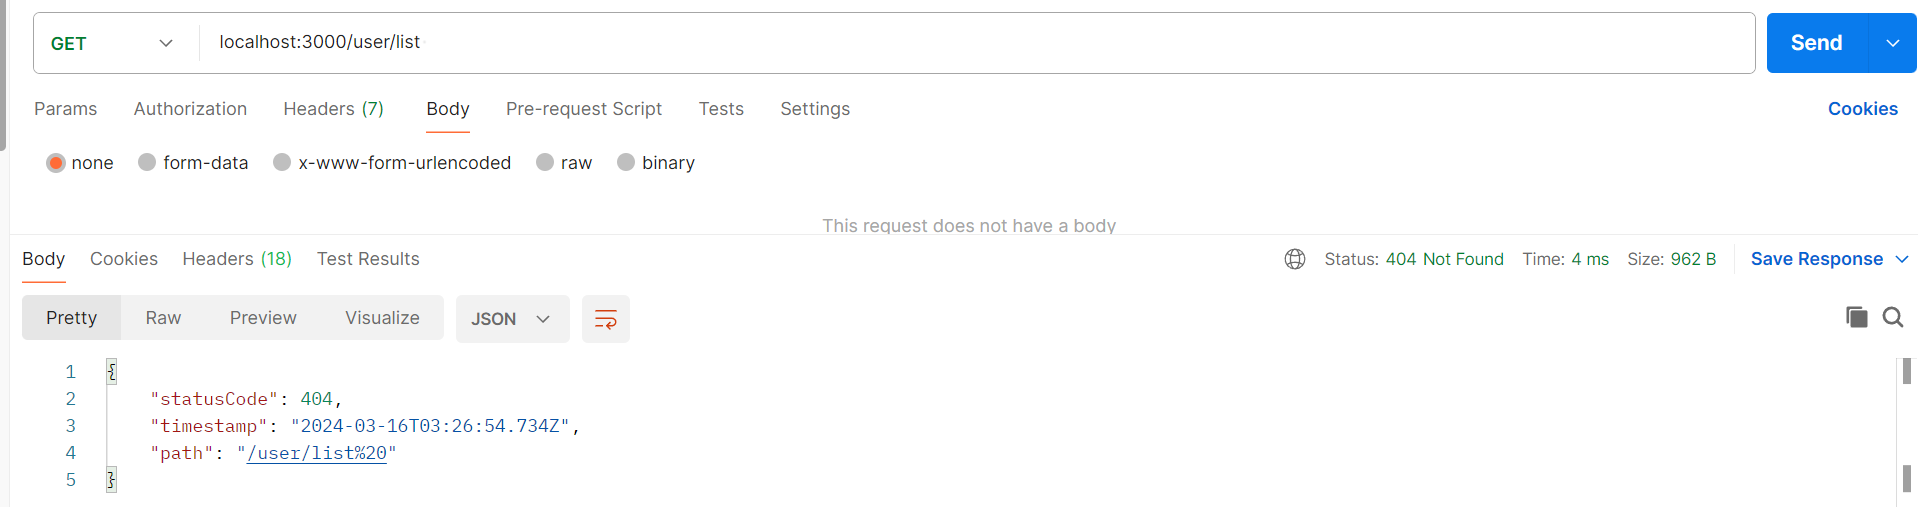 GET localhost:3000/user/list Send
Params Authorization Headers (7) Body Pre-request Script Tests Settings Cookies
none form-data x-www-form-urlencoded raw binary
This request does not have a body
Body Cookies Headers (18) Test Results Status: 404 Not Found Time: 4 ms Size: 962 B Save Response
Pretty Raw Preview Visualize JSON
1 {
2 "statusCode": 404,
3 "timestamp": "2024-03-16T03:26:54.734Z",
4 "path": "/user/list%20"
5 }